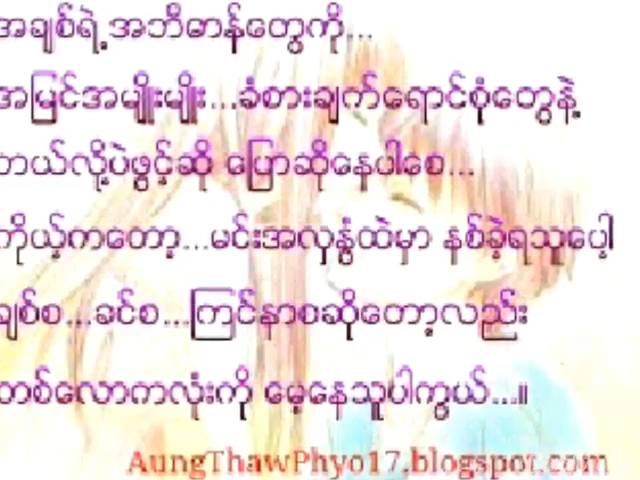 အချစ်ရဲ့အဘိဓာန်တွေကို...
အမြင်အမျိုးမျိုး...ခံစားချက်ရောင်စုံတွေနဲ့
ဘယ်လို့ပဲဖွင့်ဆို ပြောဆိုနေပါစေ...
ကိုယ့်ကတော့...မင်းအလှနွံထဲမှာ နစ်ခဲ့ရသူပေါ့
ချစ်စ...ခင်စ...ကြင်နာစဆိုတော့လည်း
တစ်လောကလုံးကို မေ့နေသူပါကွယ်...။
AungThawPhyo17.blogspot.com